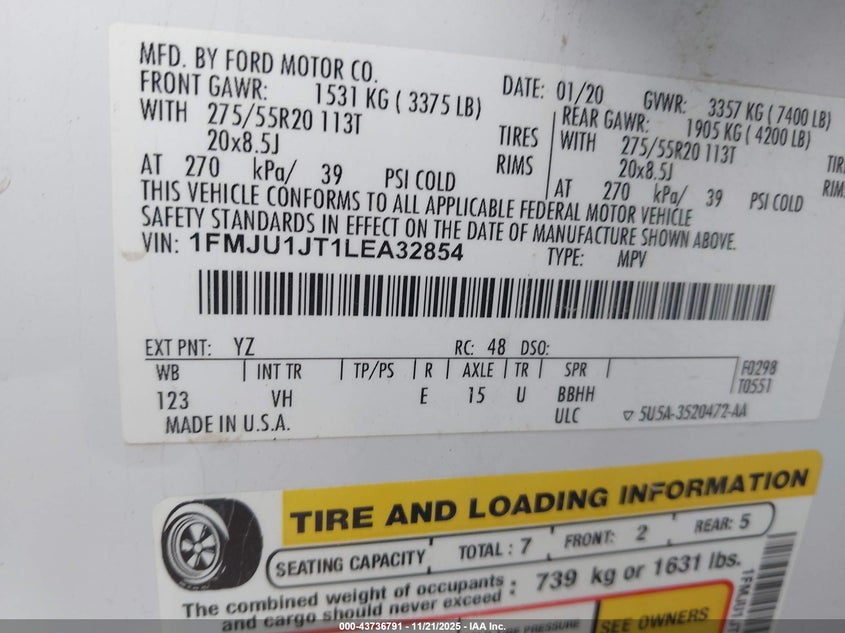 MFD. BY FORD MOTOR CO. DATE: 01/20 GVWR: 3357 KG ( 7400 LB)
FRONT GAWR: 1531 KG ( 3375 LB) REAR GAWR: 1905 KG ( 4200 LB)
WITH 275/55R20 113T TIRES WITH 275/55R20 113T
20x8.5J RIMS 20x8.5J
AT 270 kPa/ 39 PSI COLD AT 270 kPa/ 39 PSI COLD
THIS VEHICLE CONFORMS TO ALL APPLICABLE FEDERAL MOTOR VEHICLE
SAFETY STANDARDS IN EFFECT ON THE DATE OF MANUFACTURE SHOWN ABOVE.
VIN: 1FMJU1JT1LEA32854 TYPE: MPV
EXT PNT: YZ RC: 48 DSO:
WB INT TR TP/PS R AXLE TR SPR F0298
123 VH E 15 U BBHH T0551
MADE IN U.S.A. ULC 5U5A-3520472-AA
TIRE AND LOADING INFORMATION
SEATING CAPACITY TOTAL : 7 FRONT: 2 REAR: 5
The combined weight of occupants
and cargo should never exceed : 739 kg or 1631 lbs.
PRESSURE SEE OWNERS
© 00-43736791 - 11/21/2025 - IAA Inc.